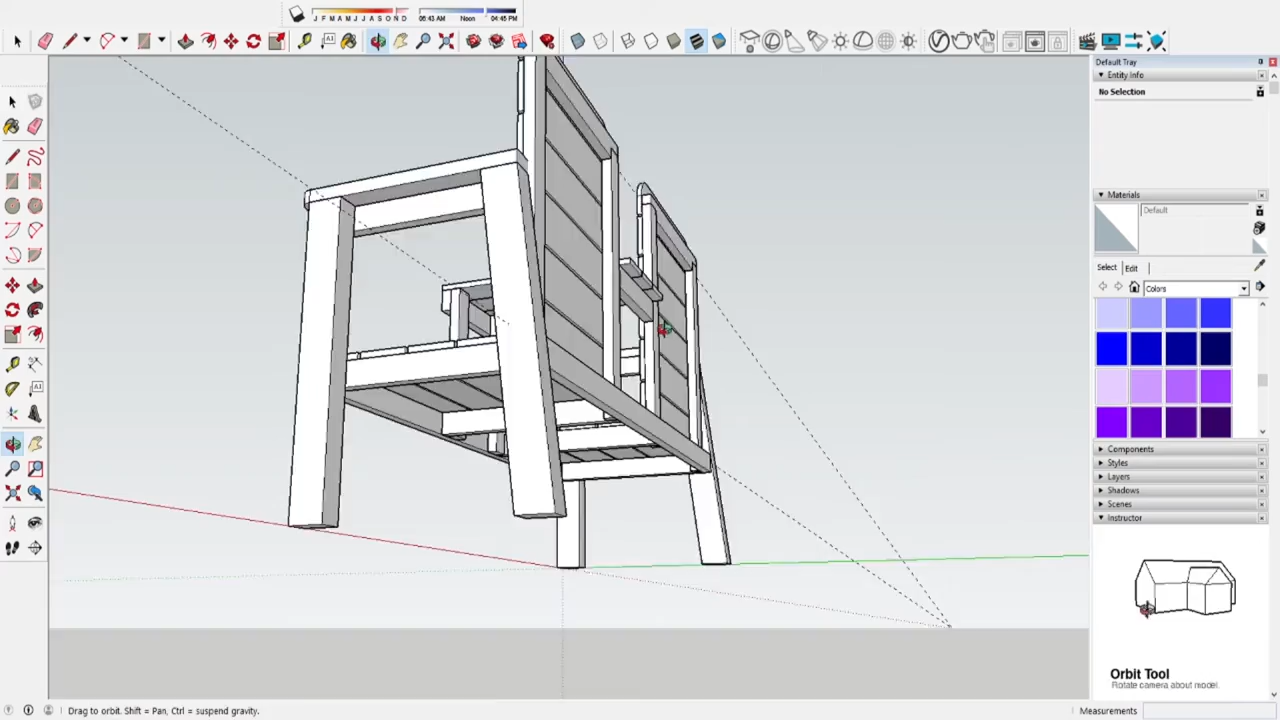 J F M A M J J A S O N D
06:43 AM Noon 04:45 PM
Default Tray
Entity Info
No Selection
Materials
Default
Select Edit
Colors
Components
Styles
Layers
Shadows
Scenes
Instructor
Orbit Tool
Rotate camera about model.
Drag to orbit. Shift = Pan, Ctrl = suspend gravity.
Measurements